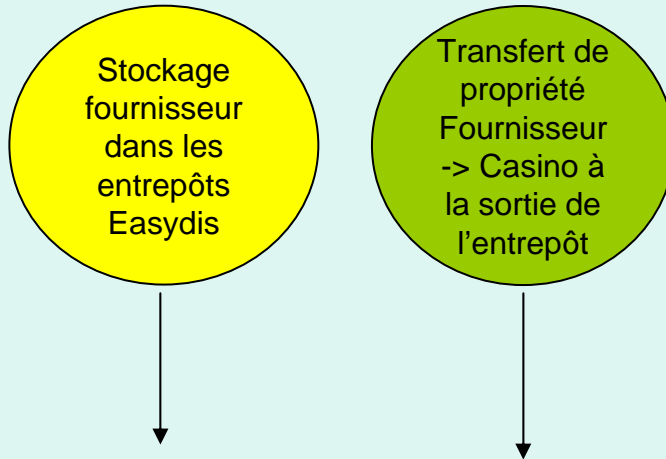 Stockage
fournisseur
dans les
entrepôts
Easydis
Transfert de
propriété
Fournisseur
-> Casino à
la sortie de
l’entrepôt